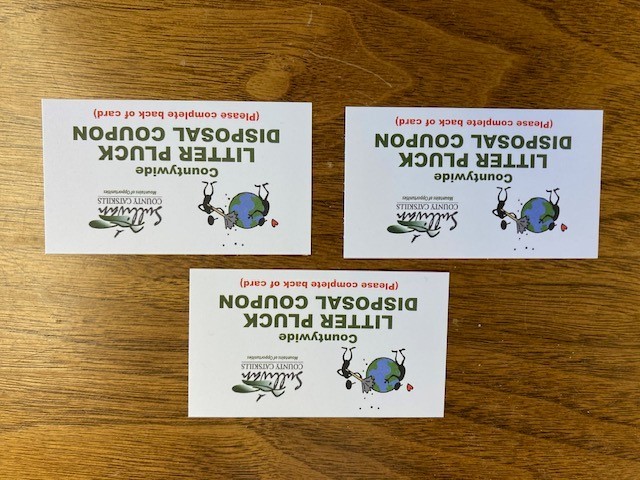 Sullivan
COUNTY CATSKILLS
Mountains of Opportunities
Countywide
LITTER PLUCK
DISPOSAL COUPON
(Please complete back of card)
Sullivan
COUNTY CATSKILLS
Mountains of Opportunities
Countywide
LITTER PLUCK
DISPOSAL COUPON
(Please complete back of card)
Sullivan
COUNTY CATSKILLS
Mountains of Opportunities
Countywide
LITTER PLUCK
DISPOSAL COUPON
(Please complete back of card)